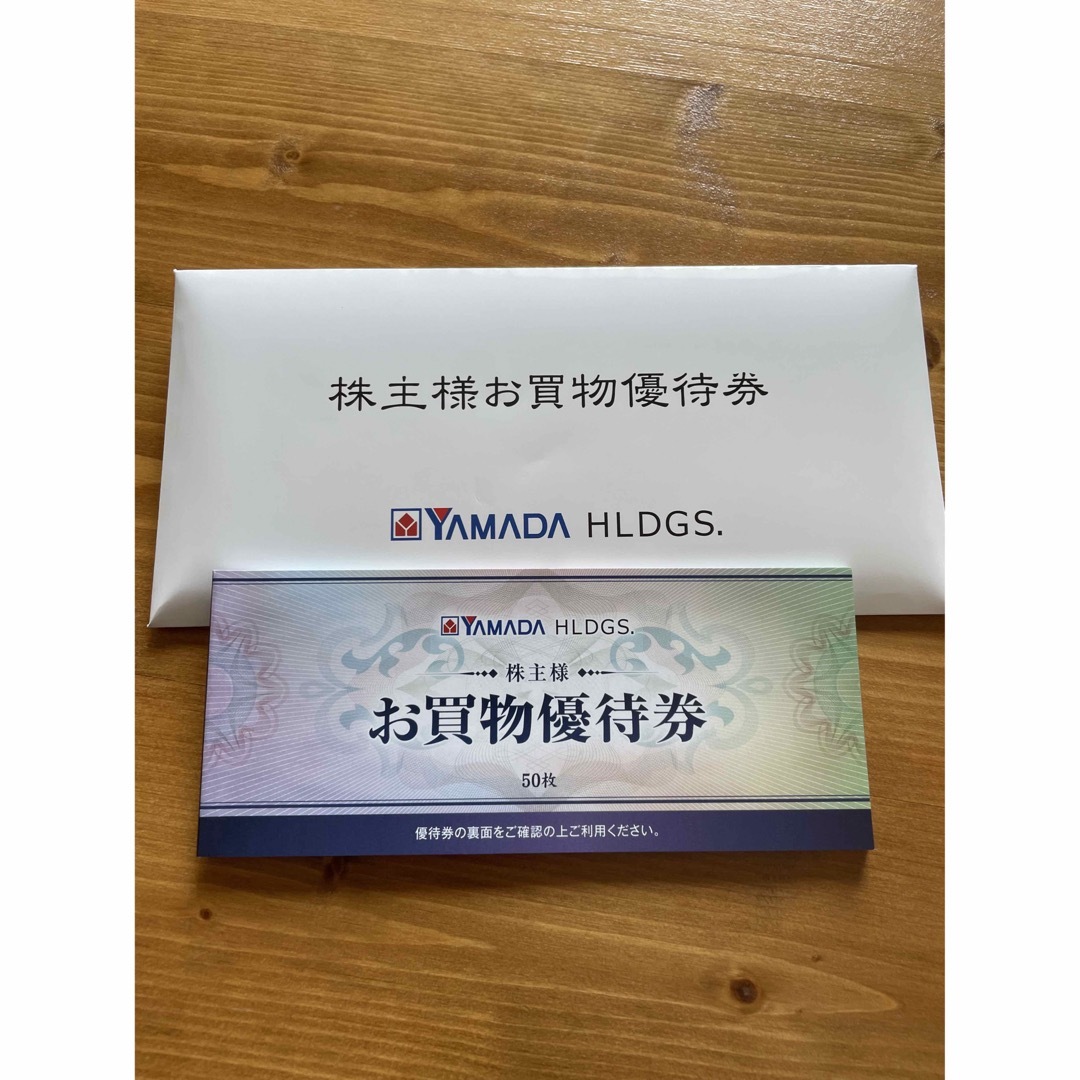 株主様お買物優待券
YAMADA HLDGS.
YAMADA HLDGS.
株主様
お買物優待券
50枚
優待券の裏面をご確認の上ご利用ください。